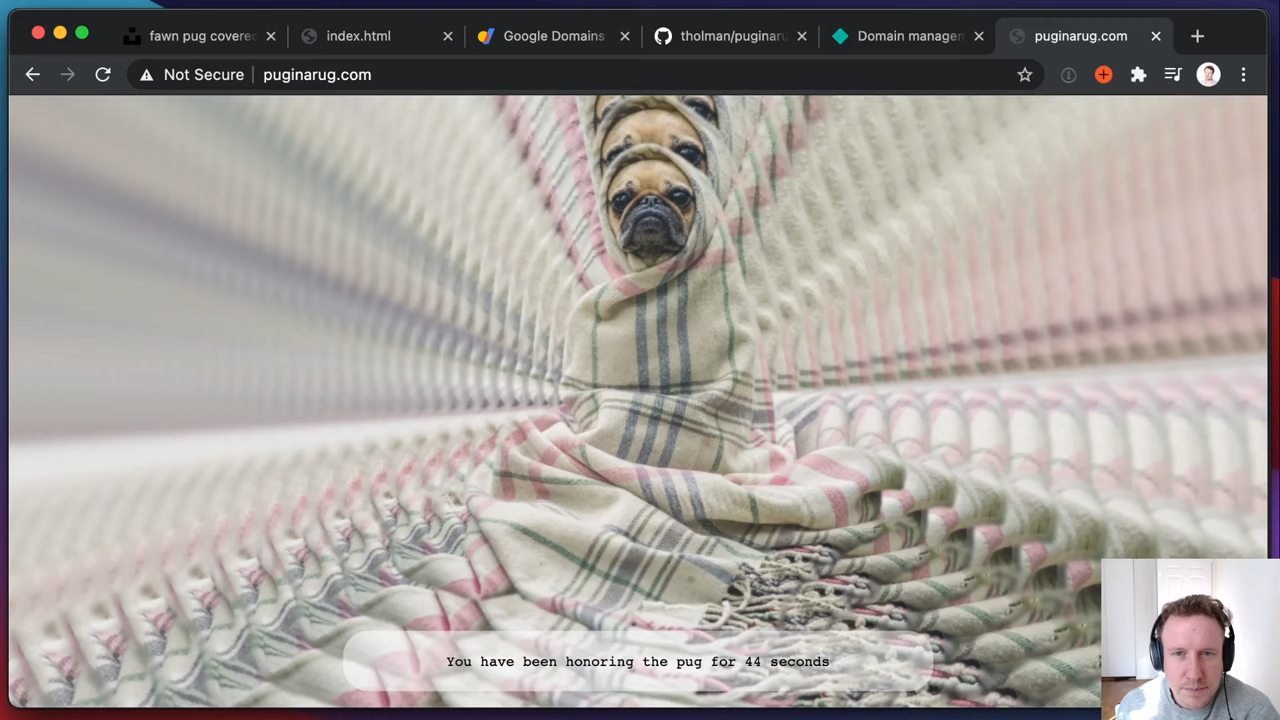 fawn pug covered
index.html
Google Domains
tholman/puginaru
Domain managem
puginarug.com
Not Secure
puginarug.com
You have been honoring the pug for 44 seconds